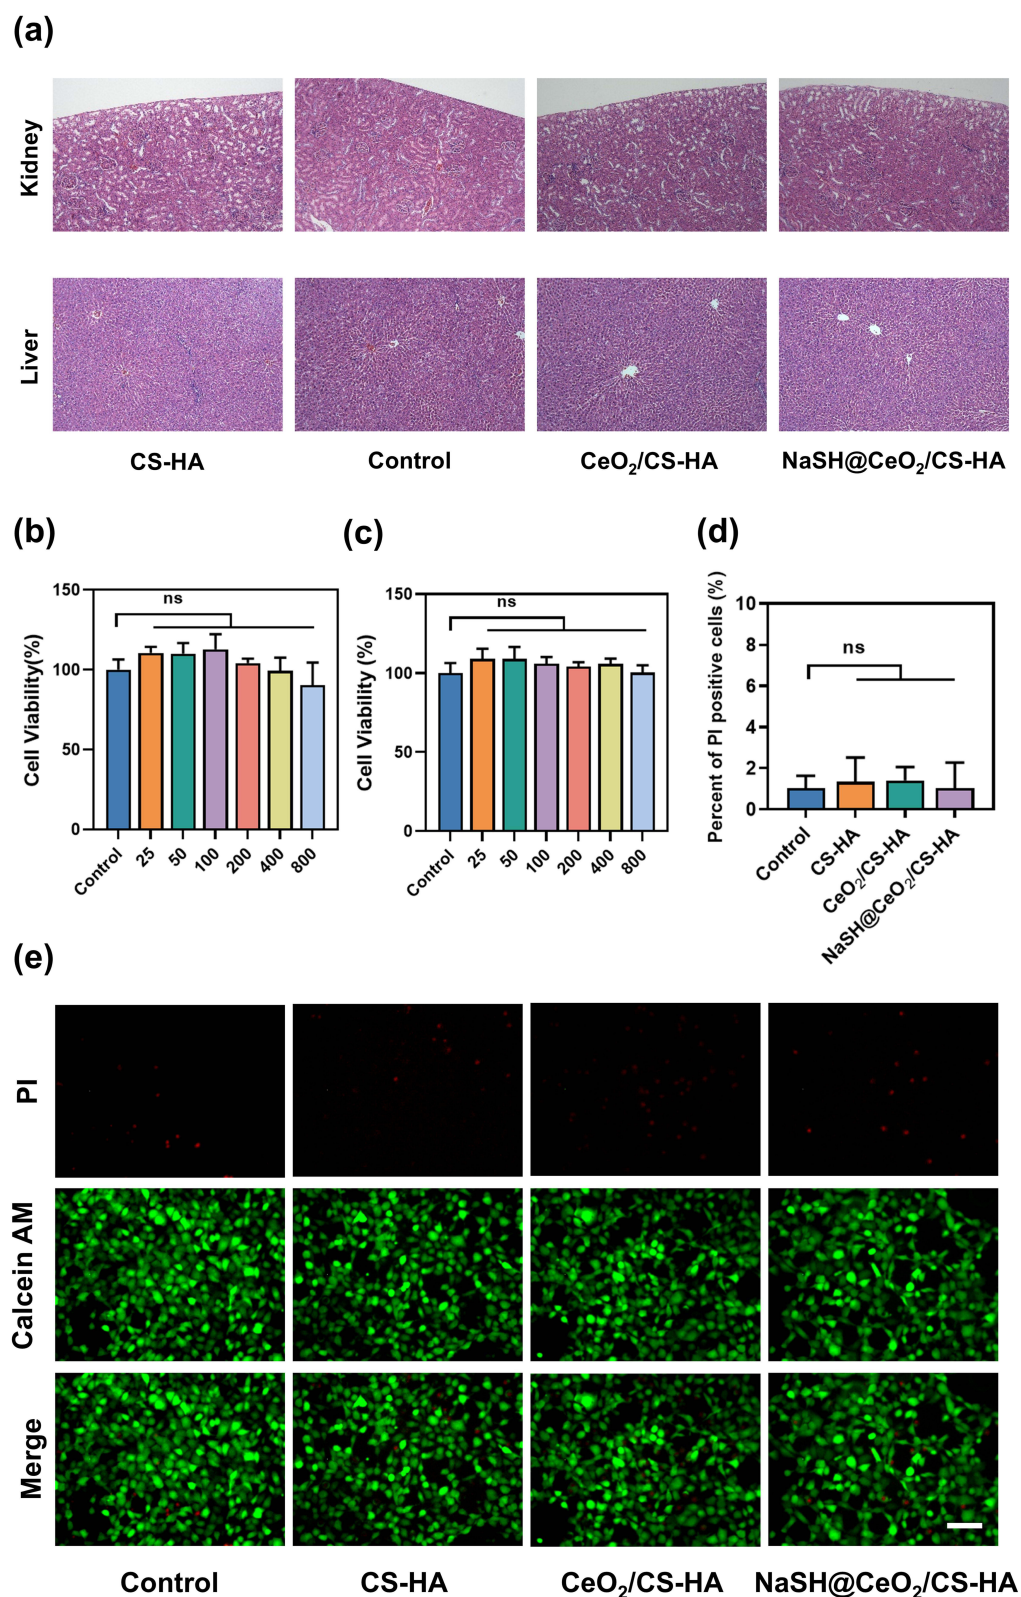 (a)
Kidney
Liver
CS-HA
Control
CeO₂/CS-HA
NaSH@CeO₂/CS-HA
(b)
Cell Viability(%)
150
100
50
0
ns
Control
25
50
100
200
400
800
(c)
Cell Viability (%)
150
100
50
0
ns
Control
25
50
100
200
400
800
(d)
Percent of PI positive cells (%)
10
8
6
4
2
0
ns
Control
CS-HA
CeO₂/CS-HA
NaSH@CeO₂/CS-HA
(e)
PI
Calcein AM
Merge
Control
CS-HA
CeO₂/CS-HA
NaSH@CeO₂/CS-HA